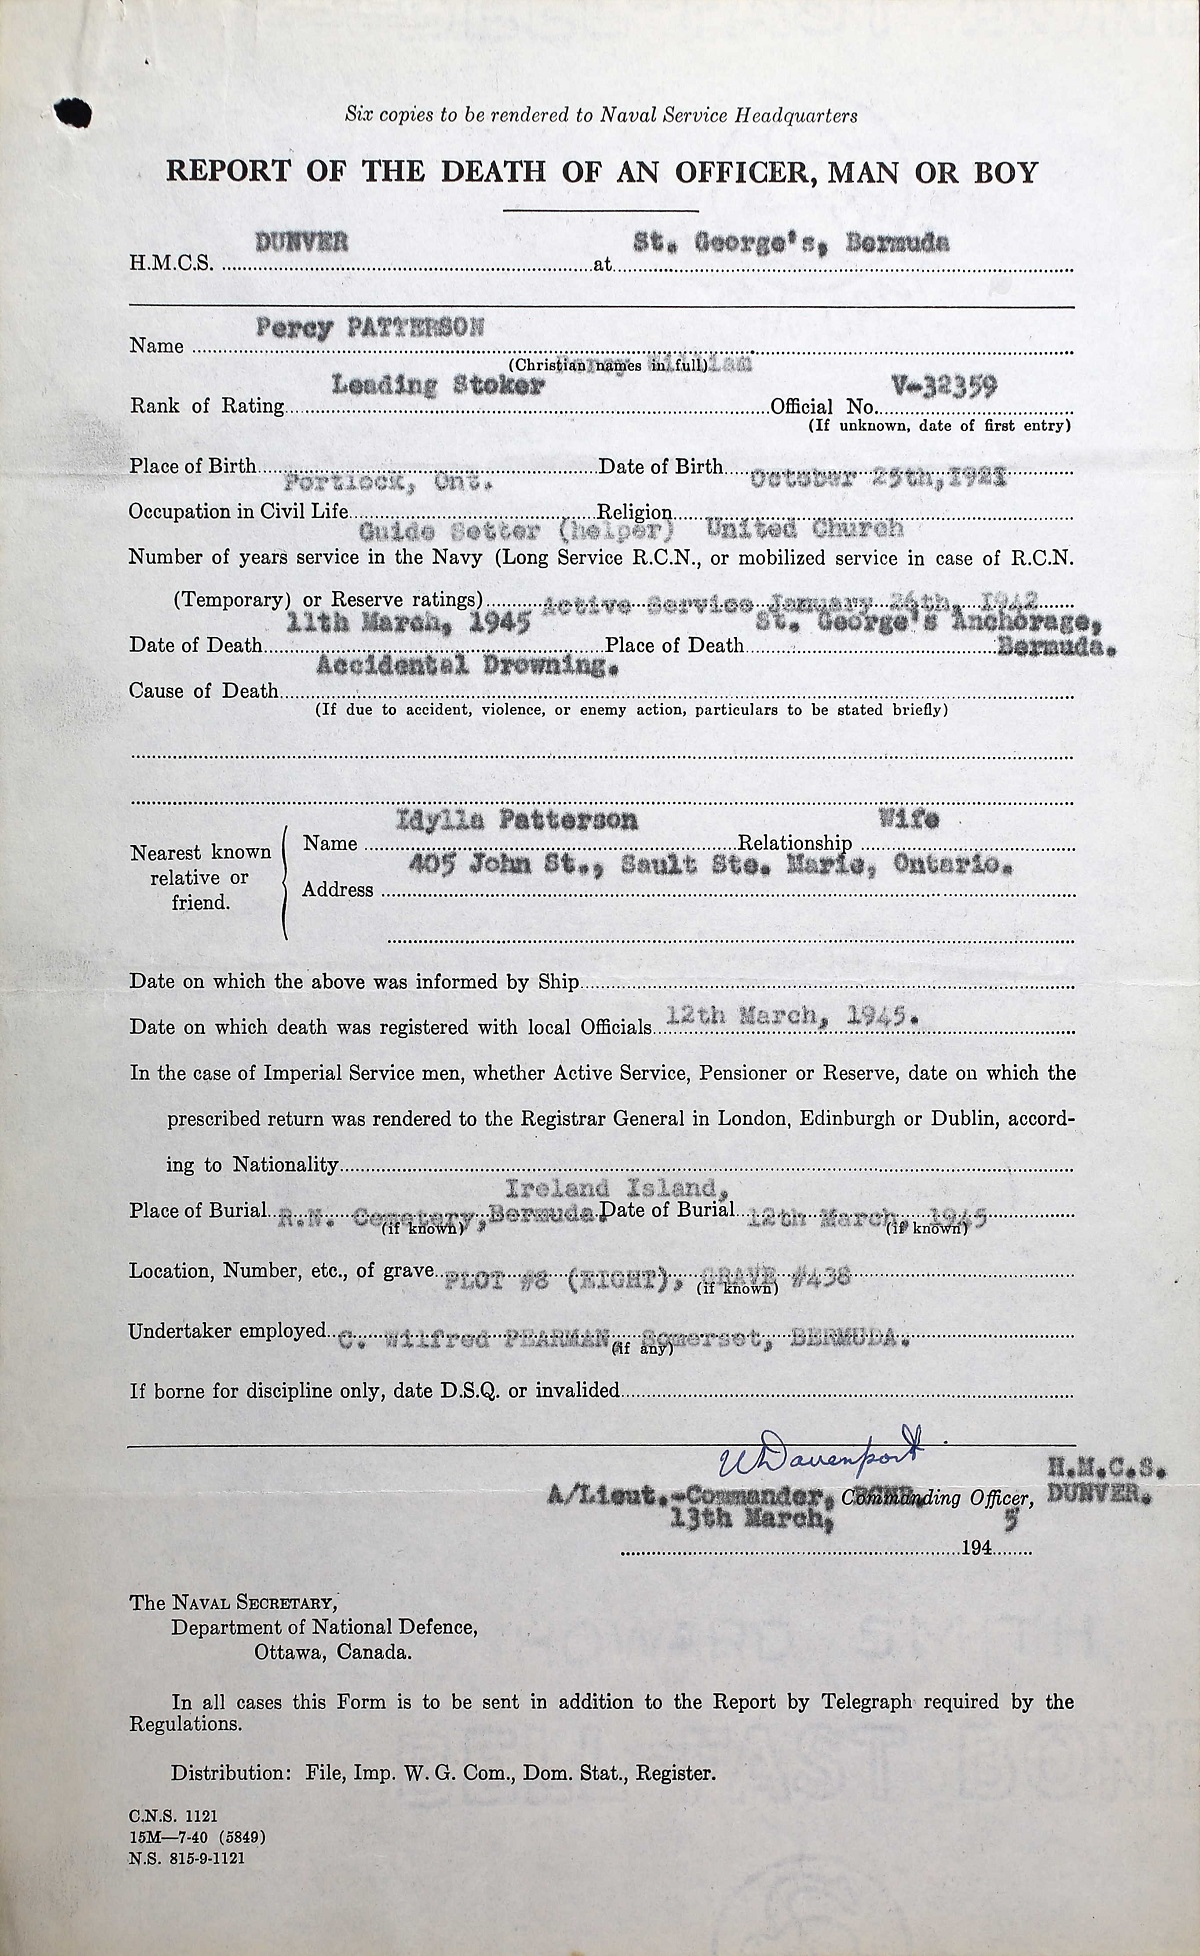 Six copies to be rendered to Naval Service Headquarters
REPORT OF THE DEATH OF AN OFFICER, MAN OR BOY
H.M.C.S. DUNVER at St. George's, Bermuda
Name Percy PATTERSON
(Christian names in full) Percy William
Rank of Rating Leading Stoker Official No. V-32359
(If unknown, date of first entry)
Place of Birth Portlock, Ont. Date of Birth October 25th, 1921
Occupation in Civil Life Guide Setter (helper) Religion United Church
Number of years service in the Navy (Long Service R.C.N., or mobilized service in case of R.C.N.
(Temporary) or Reserve ratings) Active Service January 26th, 1942
Date of Death 11th March, 1945 Place of Death St. George's Anchorage, Bermuda.
Cause of Death Accidental Drowning.
(If due to accident, violence, or enemy action, particulars to be stated briefly)
Nearest known relative or friend.
Name Idylla Patterson Relationship Wife
Address 405 John St., Sault Ste. Marie, Ontario.
Date on which the above was informed by Ship
Date on which death was registered with local Officials 12th March, 1945.
In the case of Imperial Service men, whether Active Service, Pensioner or Reserve, date on which the
prescribed return was rendered to the Registrar General in London, Edinburgh or Dublin, accord-
ing to Nationality
Ireland Island,
Place of Burial R.N. Cemetery, Bermuda. Date of Burial 12th March, 1945
(if known) (if known)
Location, Number, etc., of grave PLOT #8 (EIGHT), GRAVE #438
(if known)
Undertaker employed C. Wilfred PEARMAN, Somerset, BERMUDA.
(if any)
If borne for discipline only, date D.S.Q. or invalided
W Davenport
A/Lieut.-Commander, RCNR, Commanding Officer, H.M.C.S. DUNVER.
13th March, 1945
The NAVAL SECRETARY,
Department of National Defence,
Ottawa, Canada.
In all cases this Form is to be sent in addition to the Report by Telegraph required by the
Regulations.
Distribution: File, Imp. W. G. Com., Dom. Stat., Register.
C.N.S. 1121
15M—7-40 (5849)
N.S. 815-9-1121